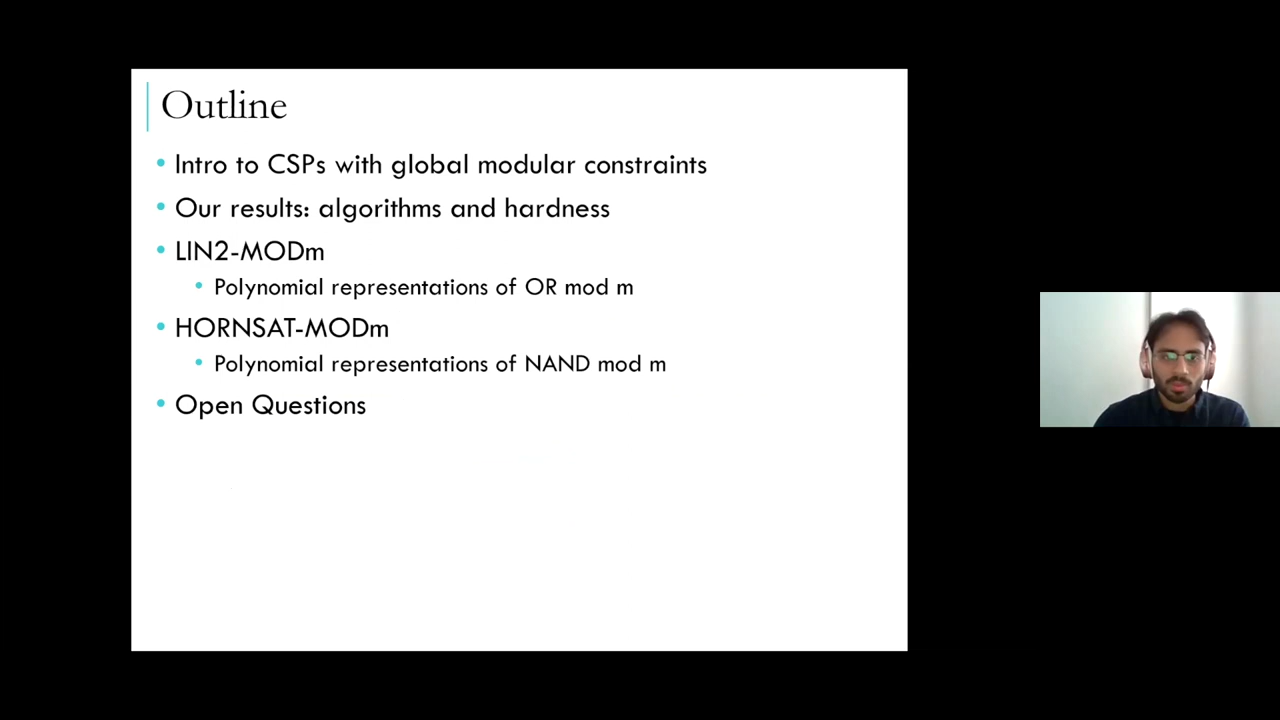 Outline
• Intro to CSPs with global modular constraints
• Our results: algorithms and hardness
• LIN2-MODm
• Polynomial representations of OR mod m
• HORNSAT-MODm
• Polynomial representations of NAND mod m
• Open Questions